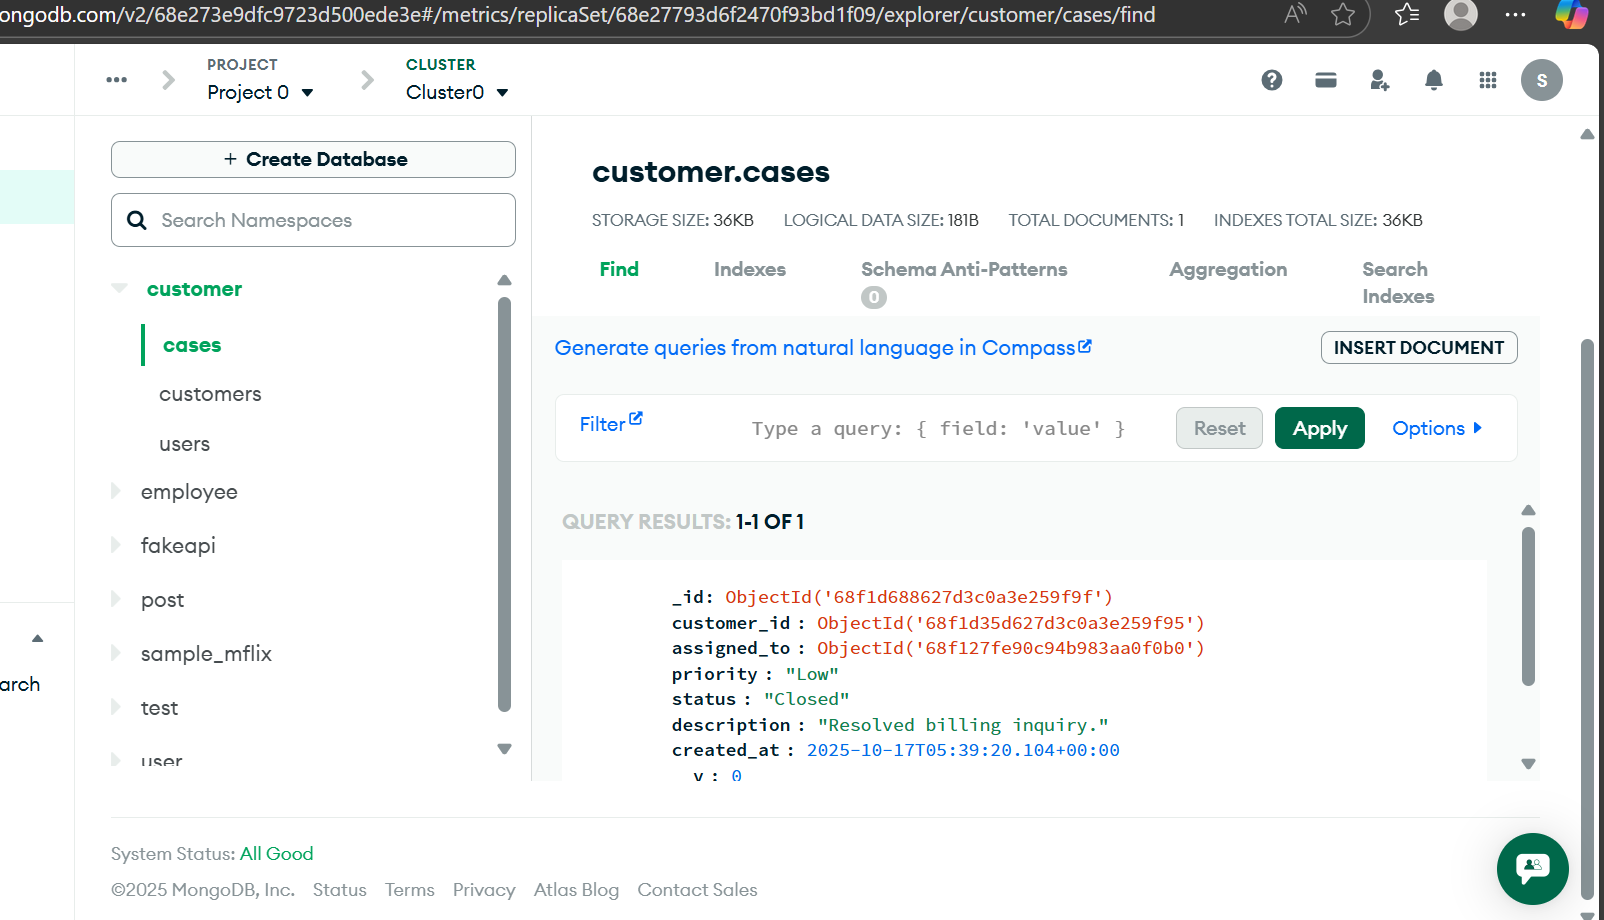 ongodb.com/v2/68e273e9dfc9723d500ede3e#/metrics/replicaSet/68e27793d6f2470f93bd1f09/explorer/customer/cases/find
PROJECT
Project 0
CLUSTER
Cluster0
S
+ Create Database
Search Namespaces
customer
cases
customers
users
employee
fakeapi
post
sample_mflix
test
user
arch
customer.cases
STORAGE SIZE: 36KB LOGICAL DATA SIZE: 181B TOTAL DOCUMENTS: 1 INDEXES TOTAL SIZE: 36KB
Find
Indexes
Schema Anti-Patterns
0
Aggregation
Search
Indexes
Generate queries from natural language in Compass
INSERT DOCUMENT
Filter
Type a query: { field: 'value' }
Reset
Apply
Options
QUERY RESULTS: 1-1 OF 1
_id: ObjectId('68f1d688627d3c0a3e259f9f')
customer_id : ObjectId('68f1d35d627d3c0a3e259f95')
assigned_to : ObjectId('68f127fe90c94b983aa0f0b0')
priority : "Low"
status : "Closed"
description : "Resolved billing inquiry."
created_at : 2025-10-17T05:39:20.104+00:00
v : 0
System Status: All Good
©2025 MongoDB, Inc. Status Terms Privacy Atlas Blog Contact Sales